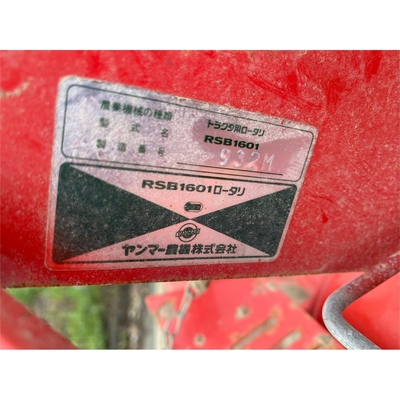 農業機械の種類 トラクタ用ロータリ
型式名 RSB1601
製造番号 932M
RSB1601ロータリ
ヤンマー農機株式会社